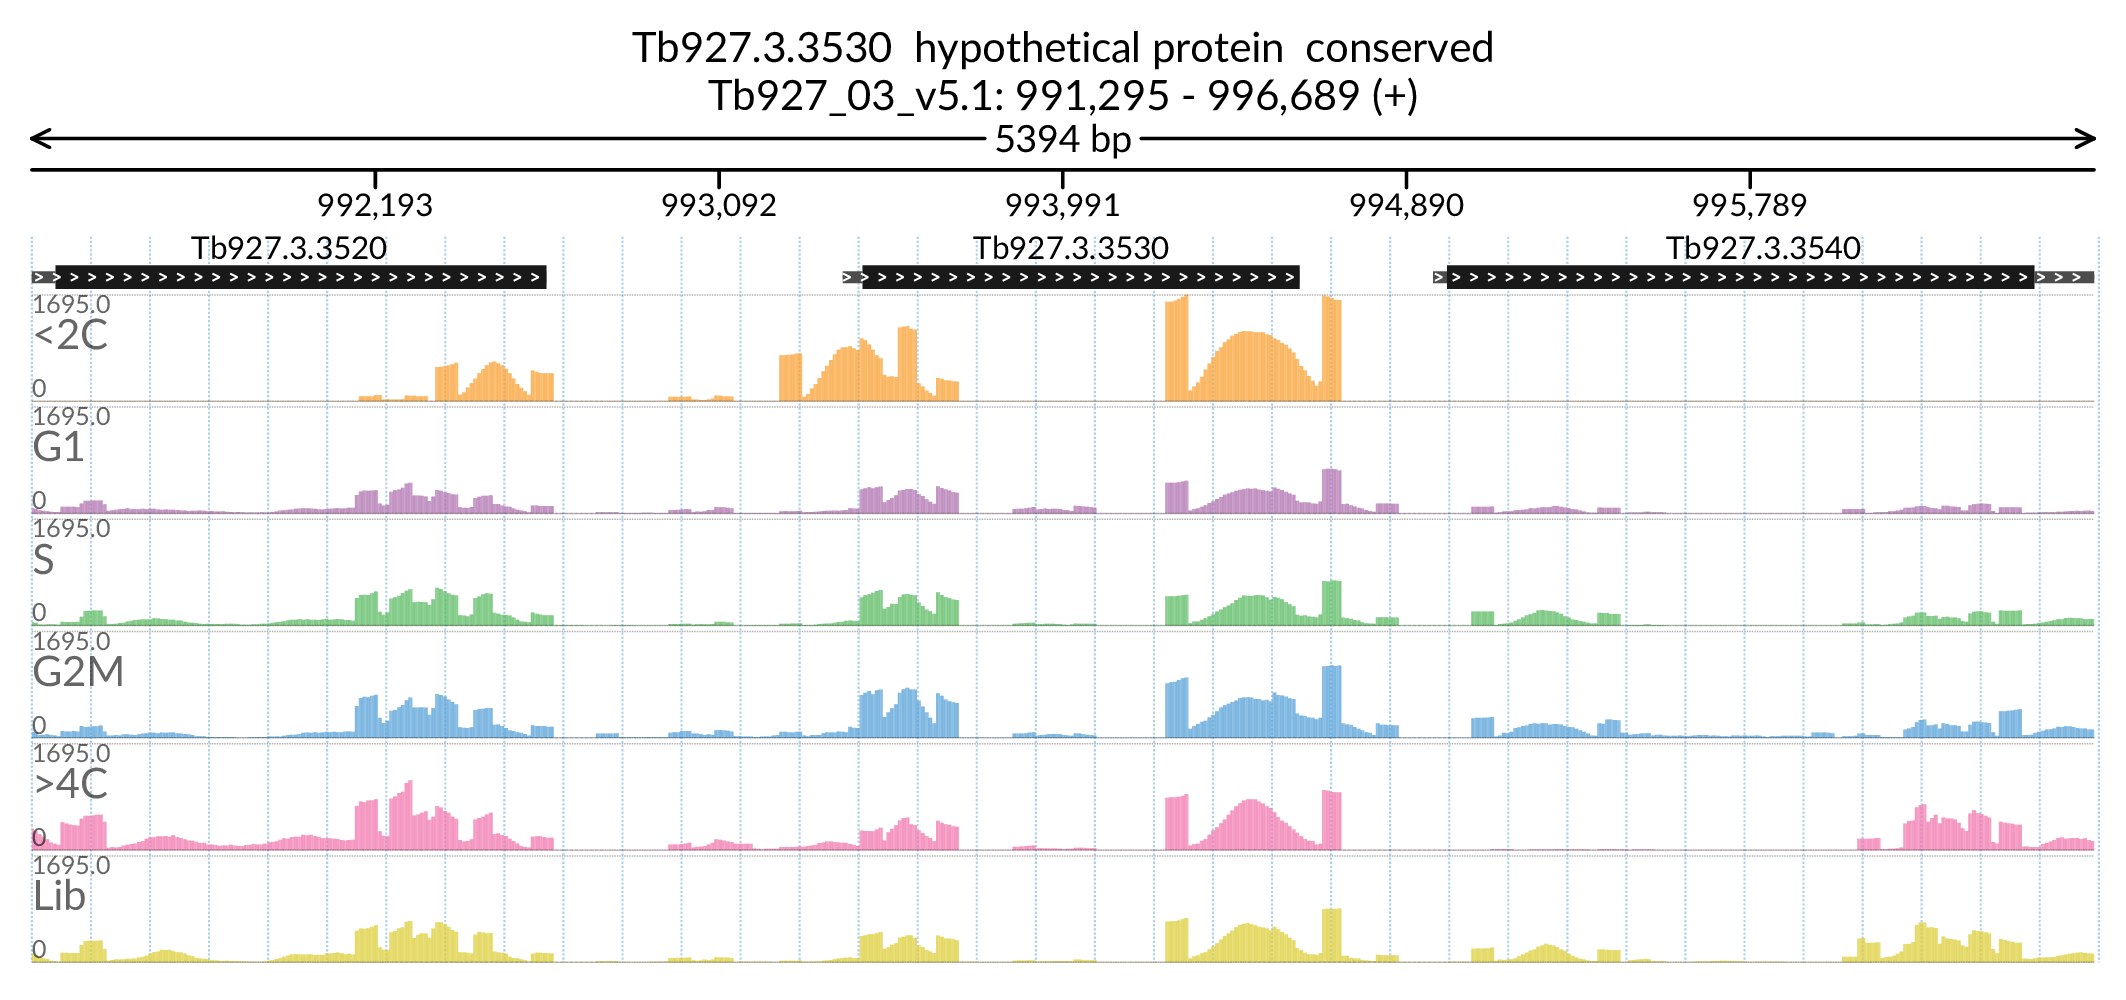 Tb927.3.3530 hypothetical protein conserved
Tb927_03_v5.1: 991,295 - 996,689 (+)
5394 bp
992,193 993,092 993,991 994,890 995,789
Tb927.3.3520 Tb927.3.3530 Tb927.3.3540
1695.0
<2C
0
1695.0
G1
0
1695.0
S
0
1695.0
G2M
0
1695.0
>4C
0
1695.0
Lib
0